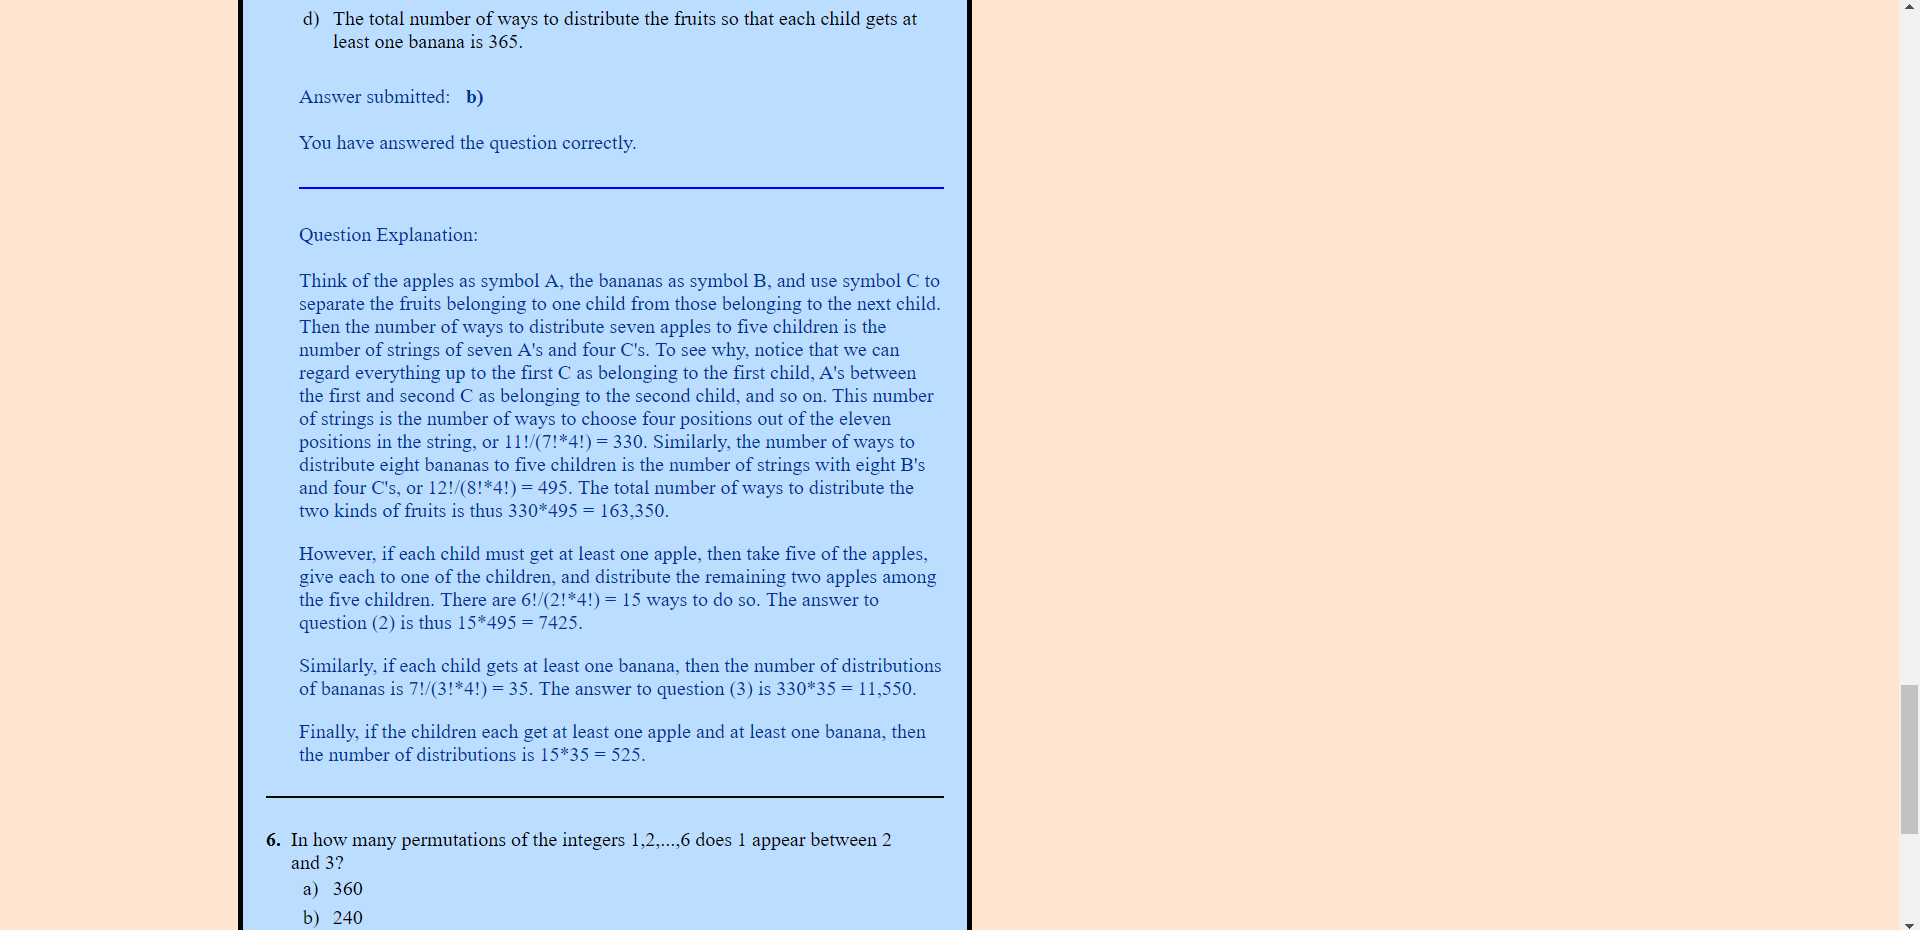 d) The total number of ways to distribute the fruits so that each child gets at
least one banana is 365.
Answer submitted: b)
You have answered the question correctly.
Question Explanation:
Think of the apples as symbol A, the bananas as symbol B, and use symbol C to
separate the fruits belonging to one child from those belonging to the next child.
Then the number of ways to distribute seven apples to five children is the
number of strings of seven A's and four C's. To see why, notice that we can
regard everything up to the first C as belonging to the first child, A's between
the first and second C as belonging to the second child, and so on. This number
of strings is the number of ways to choose four positions out of the eleven
positions in the string, or 11!/(7!*4!) = 330. Similarly, the number of ways to
distribute eight bananas to five children is the number of strings with eight B's
and four C's, or 12!/(8!*4!) = 495. The total number of ways to distribute the
two kinds of fruits is thus 330*495 = 163,350.
However, if each child must get at least one apple, then take five of the apples,
give each to one of the children, and distribute the remaining two apples among
the five children. There are 6!/(2!*4!) = 15 ways to do so. The answer to
question (2) is thus 15*495 = 7425.
Similarly, if each child gets at least one banana, then the number of distributions
of bananas is 7!/(3!*4!) = 35. The answer to question (3) is 330*35 = 11,550.
Finally, if the children each get at least one apple and at least one banana, then
the number of distributions is 15*35 = 525.
6. In how many permutations of the integers 1,2,...,6 does 1 appear between 2
and 3?
a) 360
b) 240